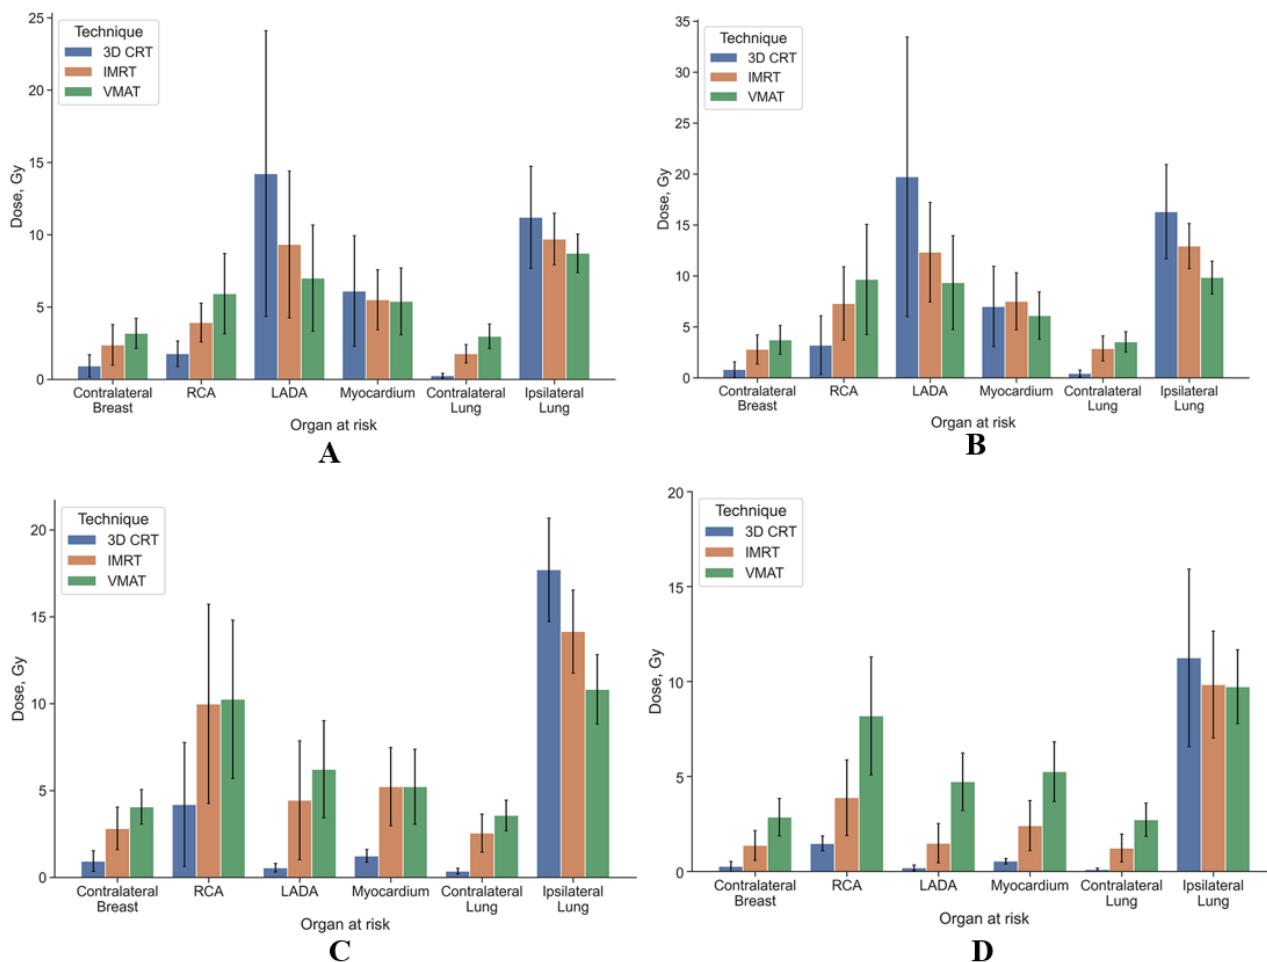 25
20
15
10
5
0
Dose, Gy
Technique
3D CRT
IMRT
VMAT
Contralateral
Breast
RCA
LADA
Myocardium
Contralateral
Lung
Ipsilateral
Lung
Organ at risk
A
35
30
25
20
15
10
5
0
Dose, Gy
Technique
3D CRT
IMRT
VMAT
Contralateral
Breast
RCA
LADA
Myocardium
Contralateral
Lung
Ipsilateral
Lung
Organ at risk
B
20
15
10
5
0
Dose, Gy
Technique
3D CRT
IMRT
VMAT
Contralateral
Breast
RCA
LADA
Myocardium
Contralateral
Lung
Ipsilateral
Lung
Organ at risk
C
20
15
10
5
0
Dose, Gy
Technique
3D CRT
IMRT
VMAT
Contralateral
Breast
RCA
LADA
Myocardium
Contralateral
Lung
Ipsilateral
Lung
Organ at risk
D